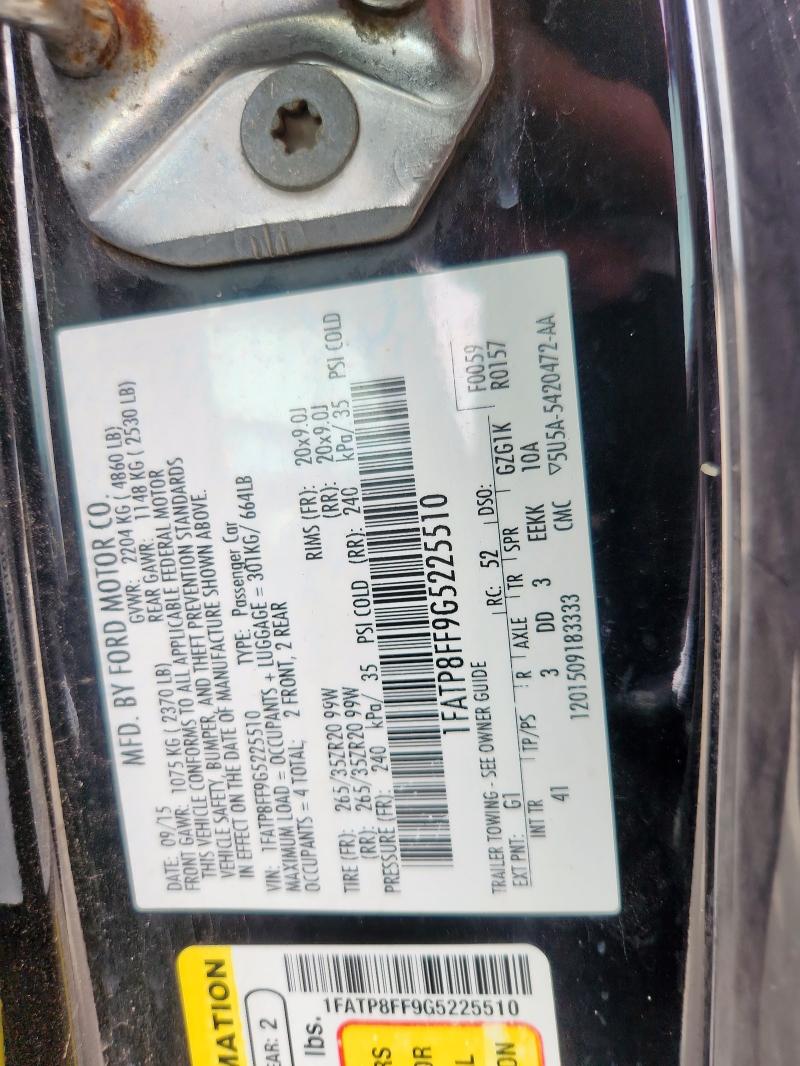 MFD. BY FORD MOTOR CO.
DATE: 09/15 GVWR: 2204 KG ( 4860 LB)
FRONT GAWR: 1075 KG ( 2370 LB) REAR GAWR: 1148 KG ( 2530 LB)
THIS VEHICLE CONFORMS TO ALL APPLICABLE FEDERAL MOTOR
VEHICLE SAFETY, BUMPER, AND THEFT PREVENTION STANDARDS
IN EFFECT ON THE DATE OF MANUFACTURE SHOWN ABOVE.
VIN: 1FATP8FF9G5225510 TYPE: Passenger Car
MAXIMUM LOAD = OCCUPANTS + LUGGAGE = 301KG/ 664LB
OCCUPANTS = 4 TOTAL: 2 FRONT, 2 REAR
TIRE (FR): 265/35ZR20 99W RIMS (FR): 20x9.0J
(RR): 265/35ZR20 99W (RR): 20x9.0J
PRESSURE (FR): 240 kPa/ 35 PSI COLD (RR): 240 kPa/ 35 PSI COLD
1FATP8FF9G5225510
TRAILER TOWING - SEE OWNER GUIDE F0059
EXT PNT: G1 RC: 52 DSO: R0157
INT TR TP/PS R AXLE TR SPR GZG1K
41 3 DD 3 EEKK 10A
1201509183333 CMC ▽5U5A-5420472-AA
MATION
EAR: 2
lbs.
1FATP8FF9G5225510
RS
OR
L
ON